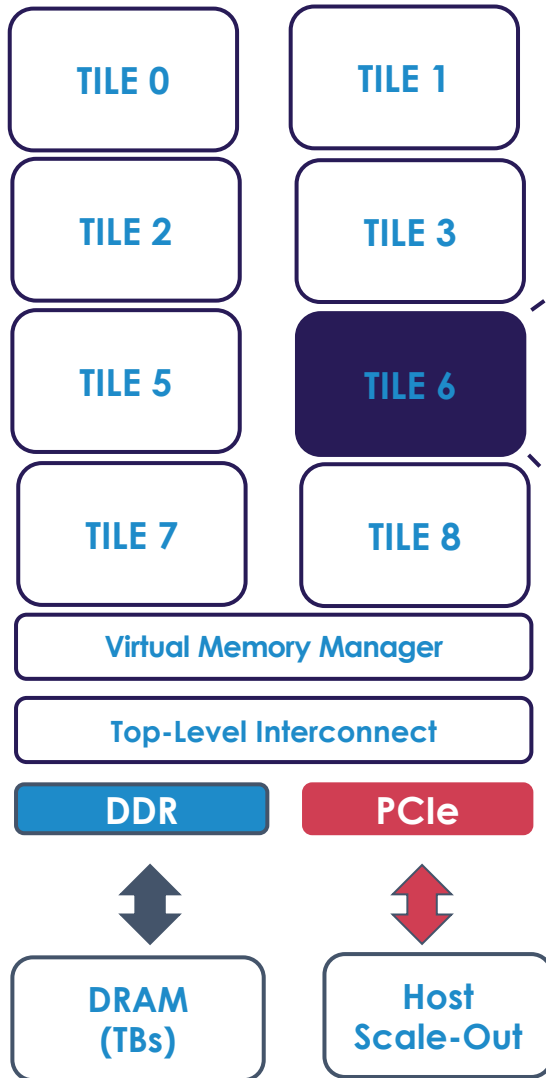 TILE 0
TILE 1
TILE 2
TILE 3
TILE 5
TILE 6
TILE 7
TILE 8
Virtual Memory Manager
Top-Level Interconnect
DDR
PCIe
DRAM
(TBs)
Host
Scale-Out